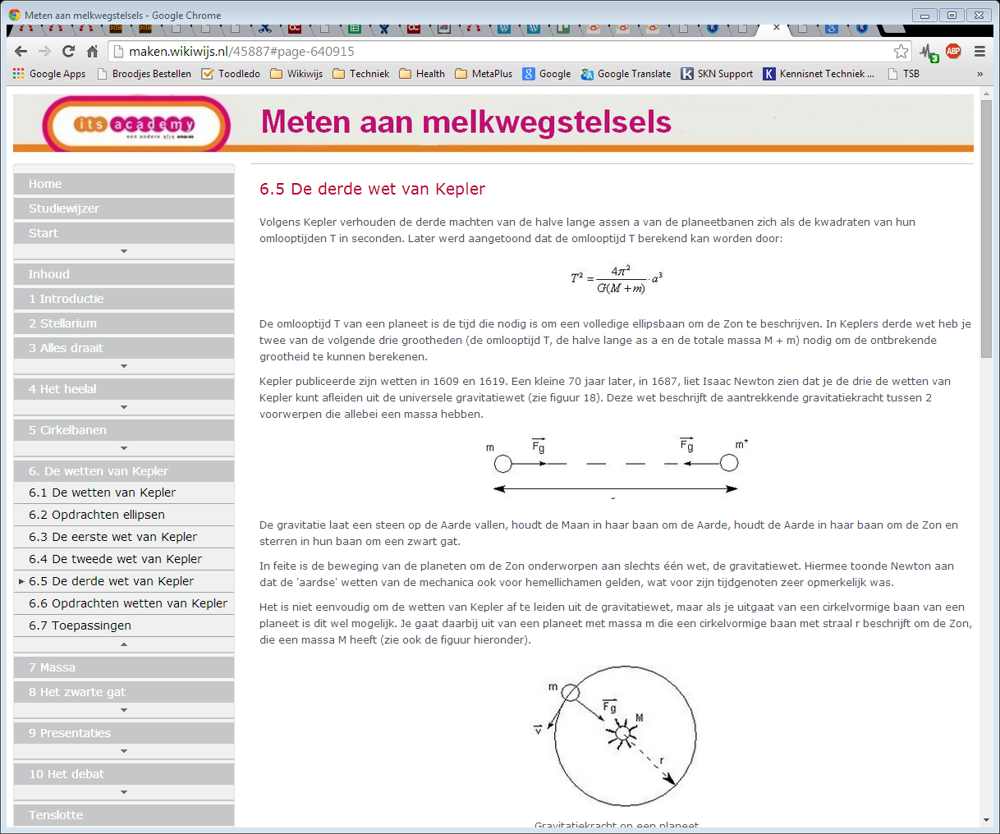 Meten aan melkwegstelsels - Google Chrome
maken.wikiwijs.nl/45887#page-640915
ABP
3
Google Apps Broodjes Bestellen Toodledo Wikiwijs Techniek Health MetaPlus Google Google Translate SKN Support Kennisnet Techniek ... TSB »
its academy
Meten aan melkwegstelsels
Home
Studiewijzer
Start
Inhoud
1 Introductie
2 Stellarium
3 Alles draait
4 Het heelal
5 Cirkelbanen
6. De wetten van Kepler
6.1 De wetten van Kepler
6.2 Opdrachten ellipsen
6.3 De eerste wet van Kepler
6.4 De tweede wet van Kepler
6.5 De derde wet van Kepler
6.6 Opdrachten wetten van Kepler
6.7 Toepassingen
7 Massa
8 Het zwarte gat
9 Presentaties
10 Het debat
Tenslotte
6.5 De derde wet van Kepler
Volgens Kepler verhouden de derde machten van de halve lange assen a van de planeetbanen zich als de kwadraten van hun
omlooptijden T in seconden. Later werd aangetoond dat de omlooptijd T berekend kan worden door:
T² = 4π² / G(M + m) · a³
De omlooptijd T van een planeet is de tijd die nodig is om een volledige ellipsbaan om de Zon te beschrijven. In Keplers derde wet heb je
twee van de volgende drie grootheden (de omlooptijd T, de halve lange as a en de totale massa M + m) nodig om de ontbrekende
grootheid te kunnen berekenen.
Kepler publiceerde zijn wetten in 1609 en 1619. Een kleine 70 jaar later, in 1687, liet Isaac Newton zien dat je de drie de wetten van
Kepler kunt afleiden uit de universele gravitatiewet (zie figuur 18). Deze wet beschrijft de aantrekkende gravitatiekracht tussen 2
voorwerpen die allebei een massa hebben.
m Fg Fg m*
De gravitatie laat een steen op de Aarde vallen, houdt de Maan in haar baan om de Aarde, houdt de Aarde in haar baan om de Zon en
sterren in hun baan om een zwart gat.
In feite is de beweging van de planeten om de Zon onderworpen aan slechts één wet, de gravitatiewet. Hiermee toonde Newton aan
dat de 'aardse' wetten van de mechanica ook voor hemellichamen gelden, wat voor zijn tijdgenoten zeer opmerkelijk was.
Het is niet eenvoudig om de wetten van Kepler af te leiden uit de gravitatiewet, maar als je uitgaat van een cirkelvormige baan van een
planeet is dit wel mogelijk. Je gaat daarbij uit van een planeet met massa m die een cirkelvormige baan met straal r beschrijft om de Zon,
die een massa M heeft (zie ook de figuur hieronder).
m
Fg
M
v
r
Gravitatiekracht op een planeet